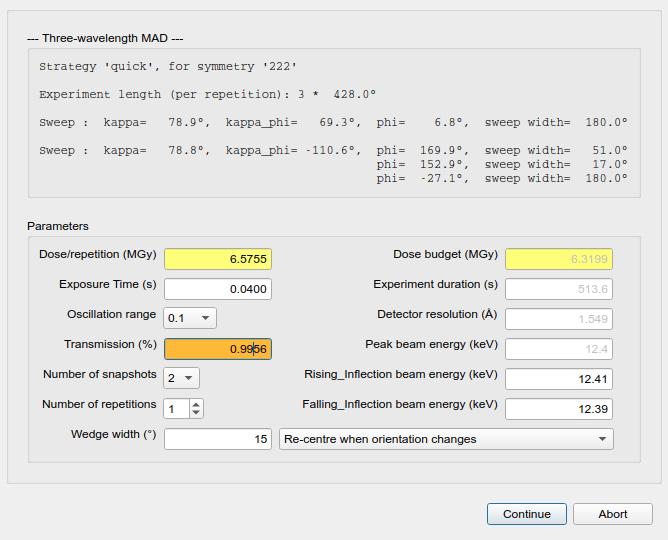 --- Three-wavelength MAD ---
Strategy 'quick', for symmetry '222'
Experiment length (per repetition): 3 *  428.0°
Sweep :  kappa=   78.9°,  kappa_phi=   69.3°,  phi=    6.8°,  sweep width=  180.0°
Sweep :  kappa=   78.8°,  kappa_phi= -110.6°,  phi=  169.9°,  sweep width=   51.0°
phi=  152.9°,  sweep width=   17.0°
phi=  -27.1°,  sweep width=  180.0°
Parameters
Dose/repetition (MGy) 6.5755 Dose budget (MGy) 6.3199
Exposure Time (s) 0.0400 Experiment duration (s) 513.6
Oscillation range 0.1 Detector resolution (Å) 1.549
Transmission (%) 0.9956 Peak beam energy (keV) 12.4
Number of snapshots 2 Rising_Inflection beam energy (keV) 12.41
Number of repetitions 1 Falling_Inflection beam energy (keV) 12.39
Wedge width (°) 15 Re-centre when orientation changes
Continue Abort